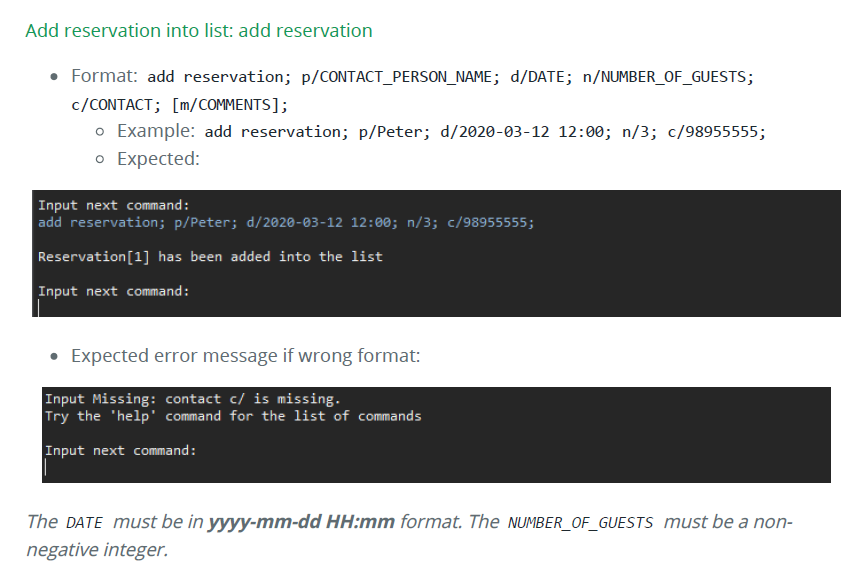 Add reservation into list: add reservation
• Format: add reservation; p/CONTACT_PERSON_NAME; d/DATE; n/NUMBER_OF_GUESTS;
c/CONTACT; [m/COMMENTS];
○ Example: add reservation; p/Peter; d/2020-03-12 12:00; n/3; c/98955555;
○ Expected:
Input next command:
add reservation; p/Peter; d/2020-03-12 12:00; n/3; c/98955555;
Reservation[1] has been added into the list
Input next command:
• Expected error message if wrong format:
Input Missing: contact c/ is missing.
Try the 'help' command for the list of commands
Input next command:
The DATE must be in yyyy-mm-dd HH:mm format. The NUMBER_OF_GUESTS must be a non-
negative integer.